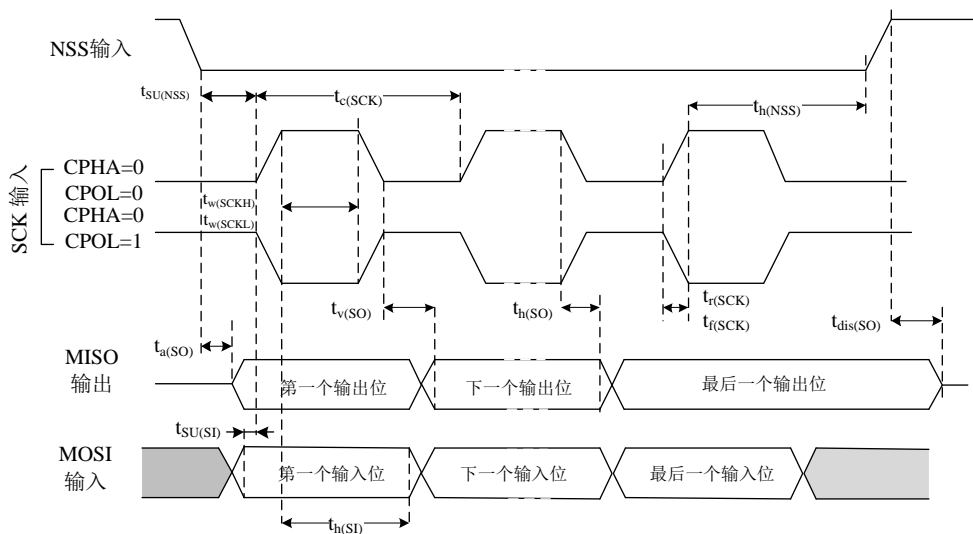 NSS输入
tSU(NSS)
tc(SCK)
th(NSS)
SCK 输入
CPHA=0
CPOL=0
CPHA=0
CPOL=1
tw(SCKH)
tw(SCKL)
tv(SO)
th(SO)
tr(SCK)
tf(SCK)
tdis(SO)
ta(SO)
MISO
输出
第一个输出位
下一个输出位
最后一个输出位
tSU(SI)
MOSI
输入
第一个输入位
下一个输入位
最后一个输入位
th(SI)